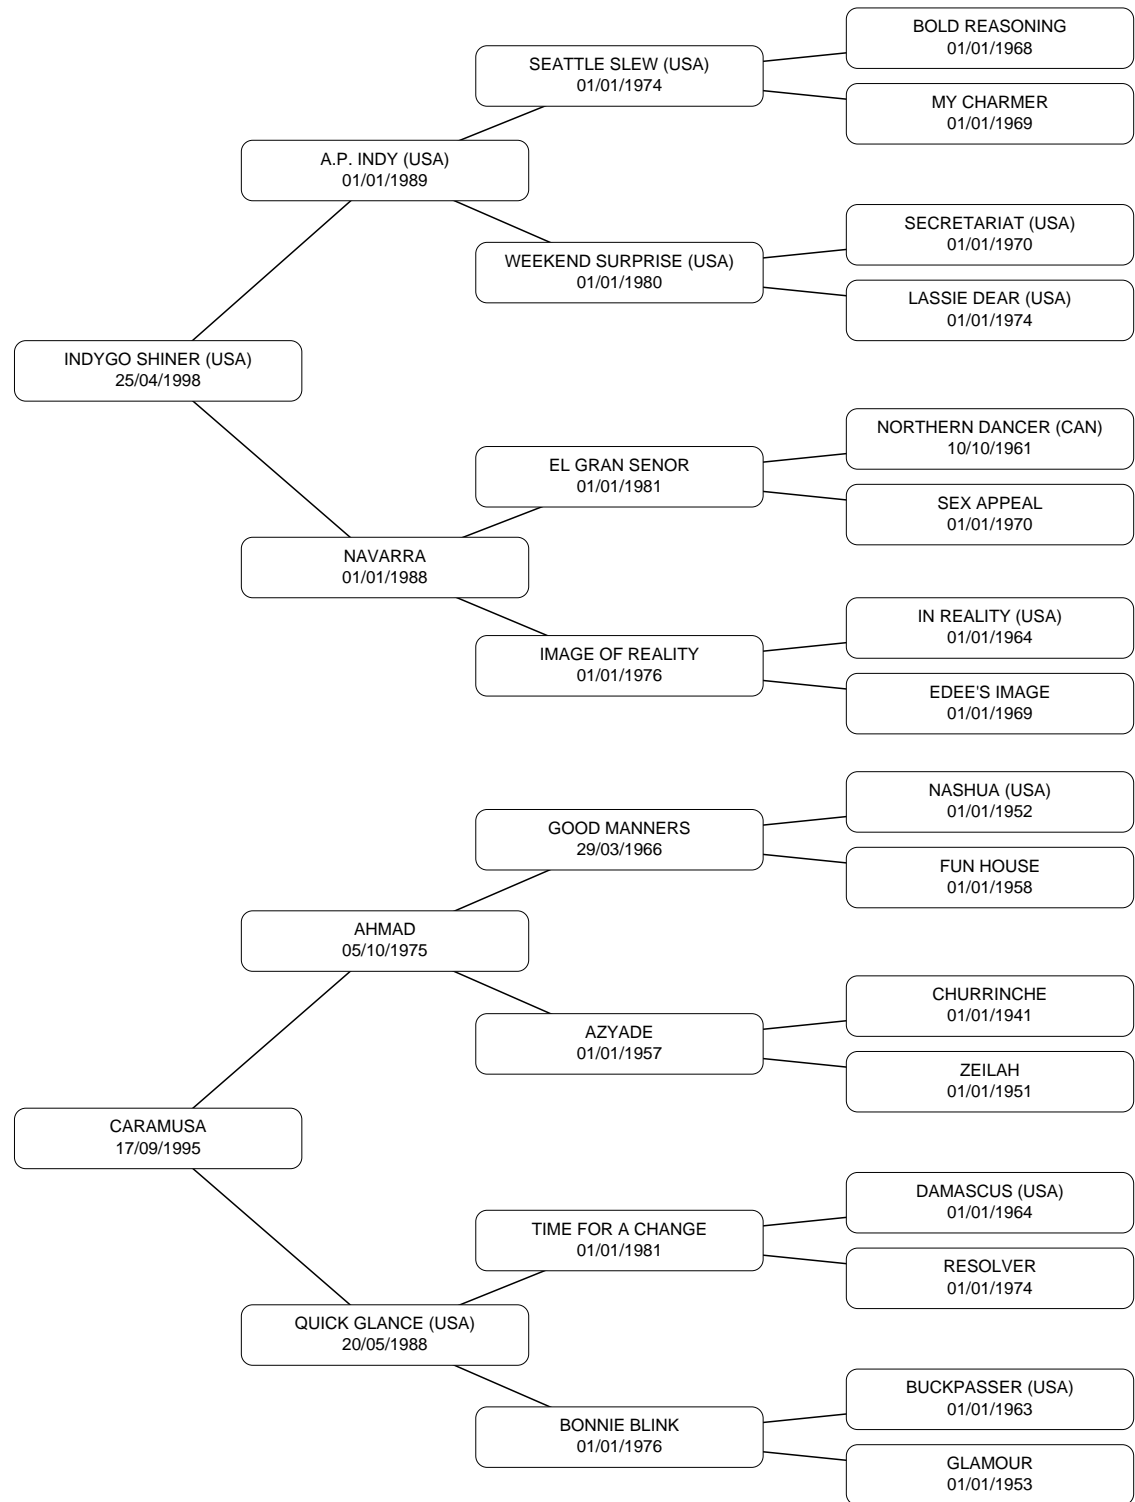 BOLD REASONING
01/01/1968
SEATTLE SLEW (USA)
01/01/1974
MY CHARMER
01/01/1969
A.P. INDY (USA)
01/01/1989
SECRETARIAT (USA)
01/01/1970
WEEKEND SURPRISE (USA)
01/01/1980
LASSIE DEAR (USA)
01/01/1974
INDYGO SHINER (USA)
25/04/1998
NORTHERN DANCER (CAN)
10/10/1961
EL GRAN SENOR
01/01/1981
SEX APPEAL
01/01/1970
NAVARRA
01/01/1988
IN REALITY (USA)
01/01/1964
IMAGE OF REALITY
01/01/1976
EDEE'S IMAGE
01/01/1969
NASHUA (USA)
01/01/1952
GOOD MANNERS
29/03/1966
FUN HOUSE
01/01/1958
AHMAD
05/10/1975
CHURRINCHE
01/01/1941
AZYADE
01/01/1957
ZEILAH
01/01/1951
CARAMUSA
17/09/1995
DAMASCUS (USA)
01/01/1964
TIME FOR A CHANGE
01/01/1981
RESOLVER
01/01/1974
QUICK GLANCE (USA)
20/05/1988
BUCKPASSER (USA)
01/01/1963
BONNIE BLINK
01/01/1976
GLAMOUR
01/01/1953